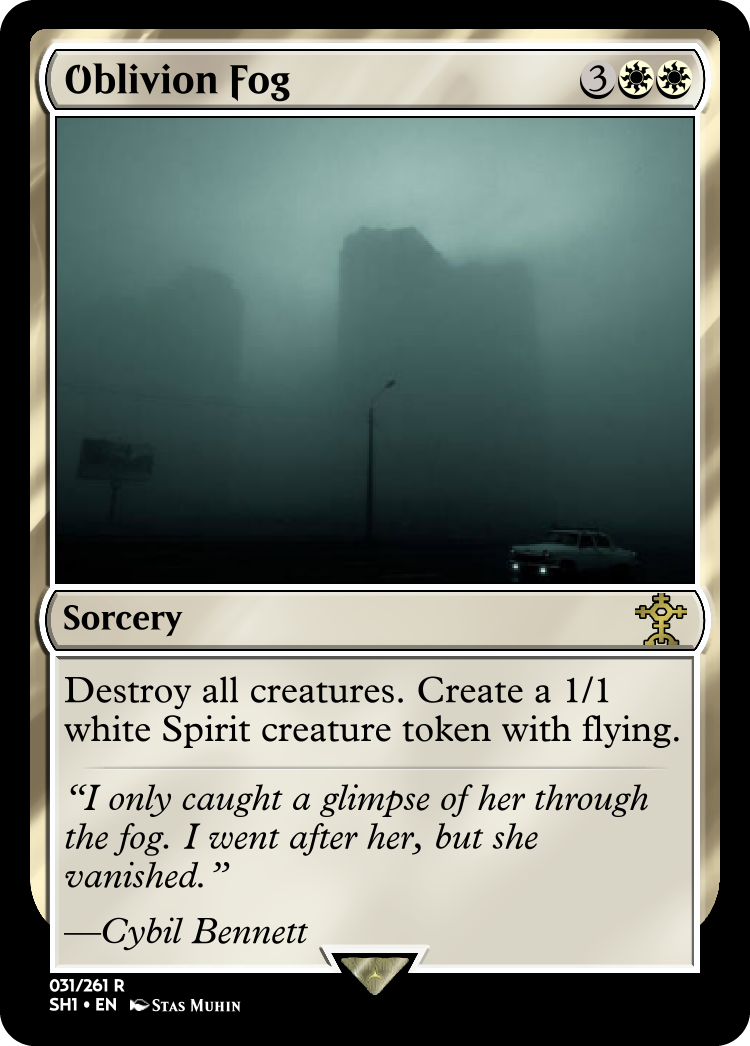 Oblivion Fog 3
Sorcery
Destroy all creatures. Create a 1/1
white Spirit creature token with flying.
“I only caught a glimpse of her through
the fog. I went after her, but she
vanished.”
—Cybil Bennett
031/261 R
SH1 • EN Stas Muhin